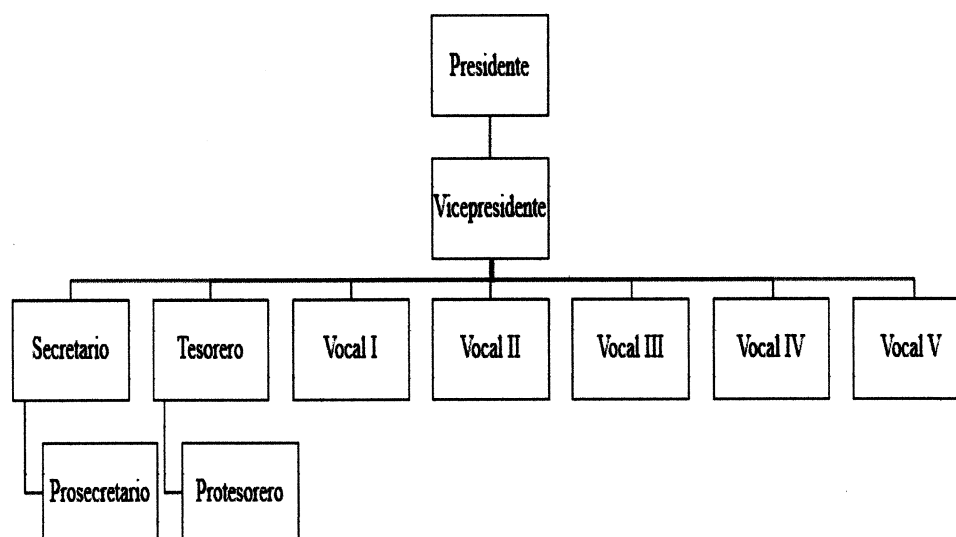 Presidente
Vicepresidente
Secretario
Tesorero
Vocal I
Vocal II
Vocal III
Vocal IV
Vocal V
Prosecretario
Protesorero